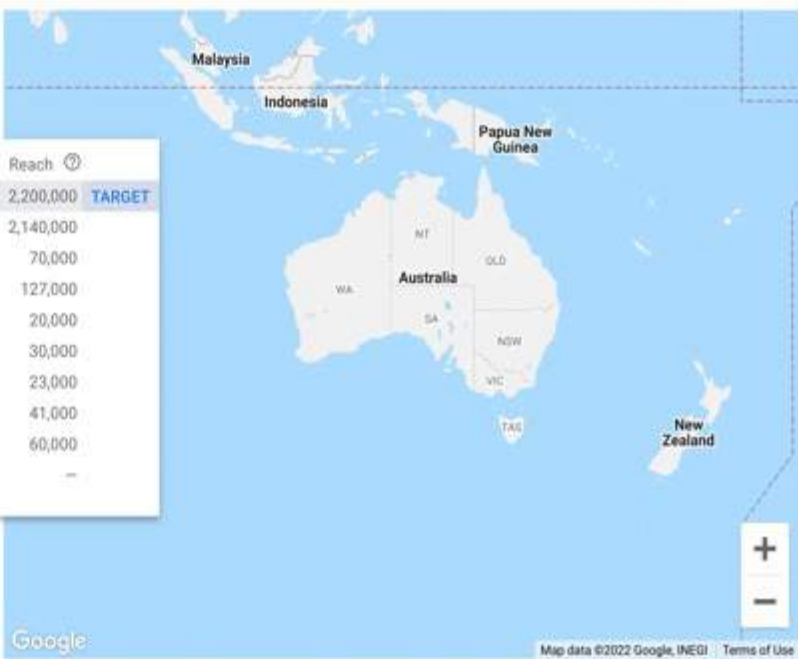 Malaysia
Indonesia
Papua New
Guinea
Reach ?
2,200,000 TARGET
2,140,000
70,000
127,000
20,000
30,000
23,000
41,000
60,000
–
NT
QLD
WA
Australia
SA
NSW
VIC
TAS
New
Zealand
+
−
Google
Map data ©2022 Google, INEGI Terms of Use